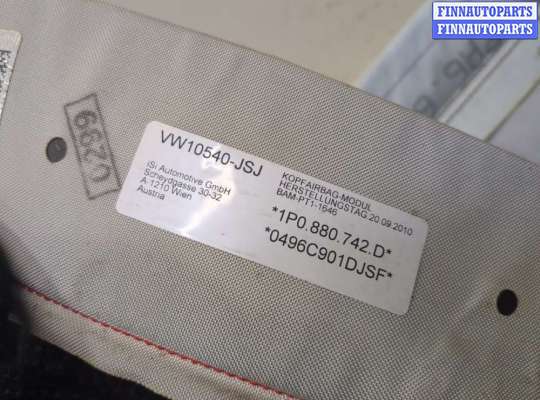 FINNAUTOPARTS
FINNAUTOPARTS
VW10540-JSJ
iSi Automotive GmbH
Scheydgasse 30-32
A-1210 Wien
Austria
KOPFAIRBAG-MODUL
HERSTELLUNGSTAG 20.09.2010
BAM-PT1-1646
*1P0.880.742.D*
*0496C901DJSF*